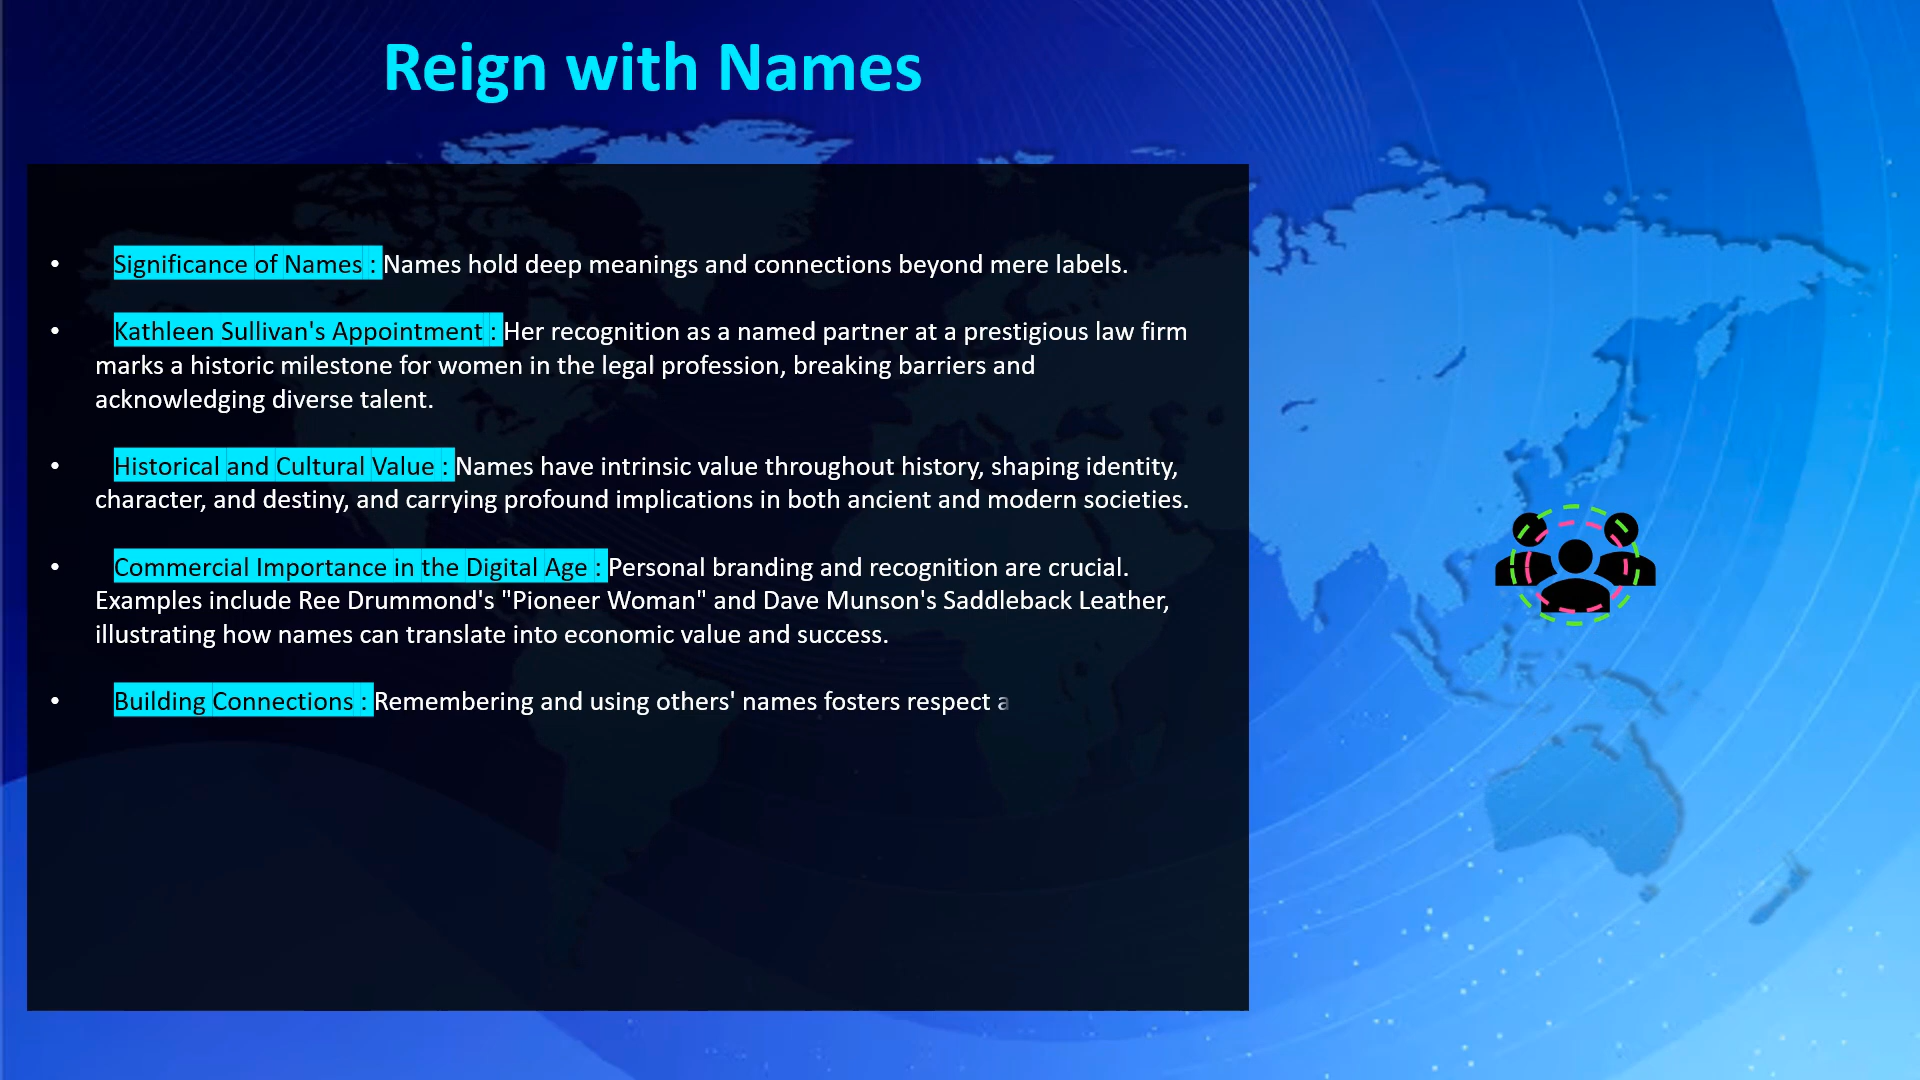 Reign with Names
• Significance of Names : Names hold deep meanings and connections beyond mere labels.
• Kathleen Sullivan's Appointment : Her recognition as a named partner at a prestigious law firm
marks a historic milestone for women in the legal profession, breaking barriers and
acknowledging diverse talent.
• Historical and Cultural Value : Names have intrinsic value throughout history, shaping identity,
character, and destiny, and carrying profound implications in both ancient and modern societies.
• Commercial Importance in the Digital Age : Personal branding and recognition are crucial.
Examples include Ree Drummond's "Pioneer Woman" and Dave Munson's Saddleback Leather,
illustrating how names can translate into economic value and success.
• Building Connections : Remembering and using others' names fosters respect a